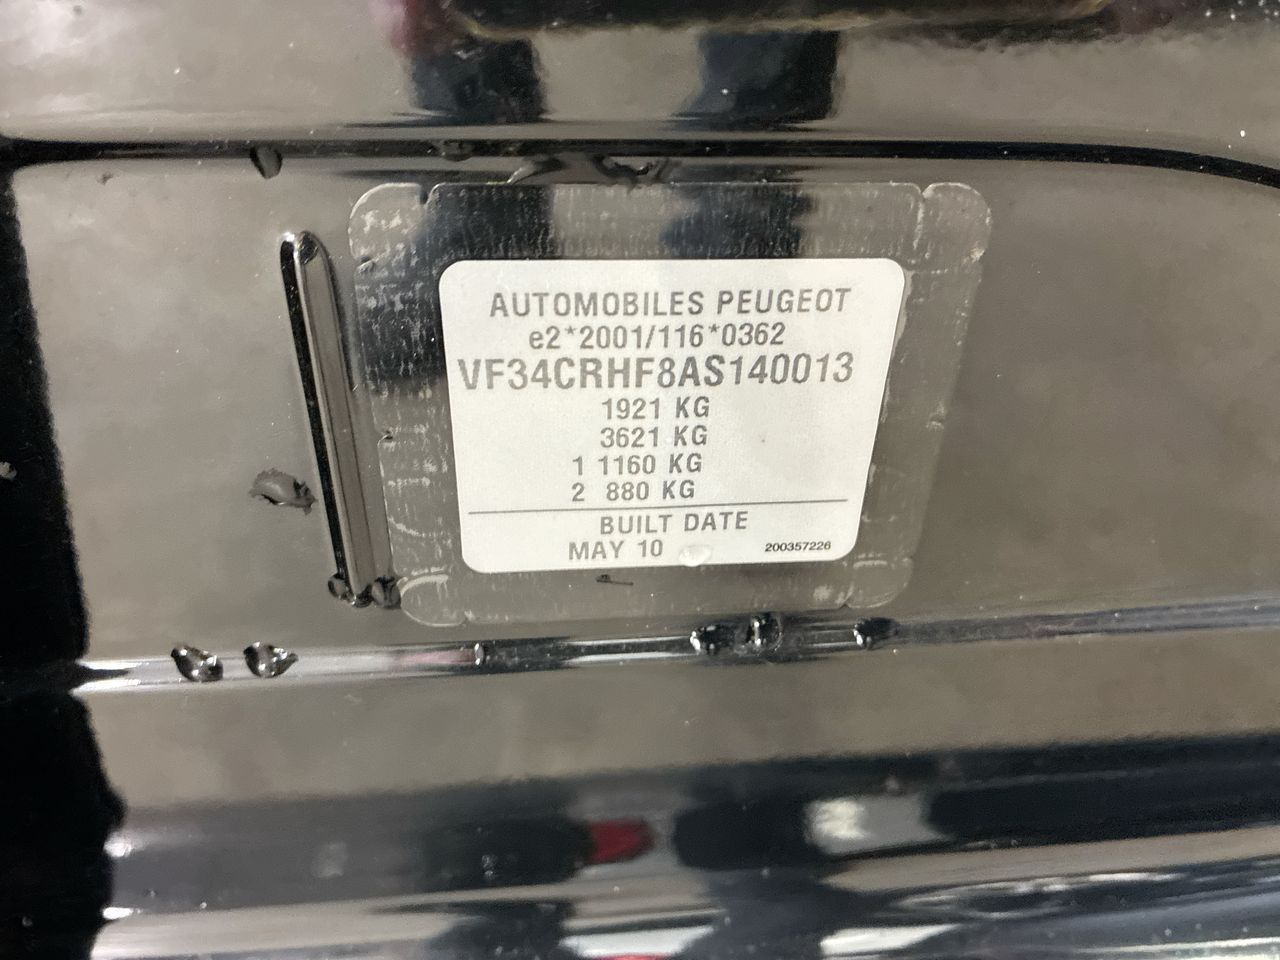 AUTOMOBILES PEUGEOT
e2*2001/116*0362
VF34CRHF8AS140013
1921 KG
3621 KG
1 1160 KG
2 880 KG
BUILT DATE
MAY 10
200357226